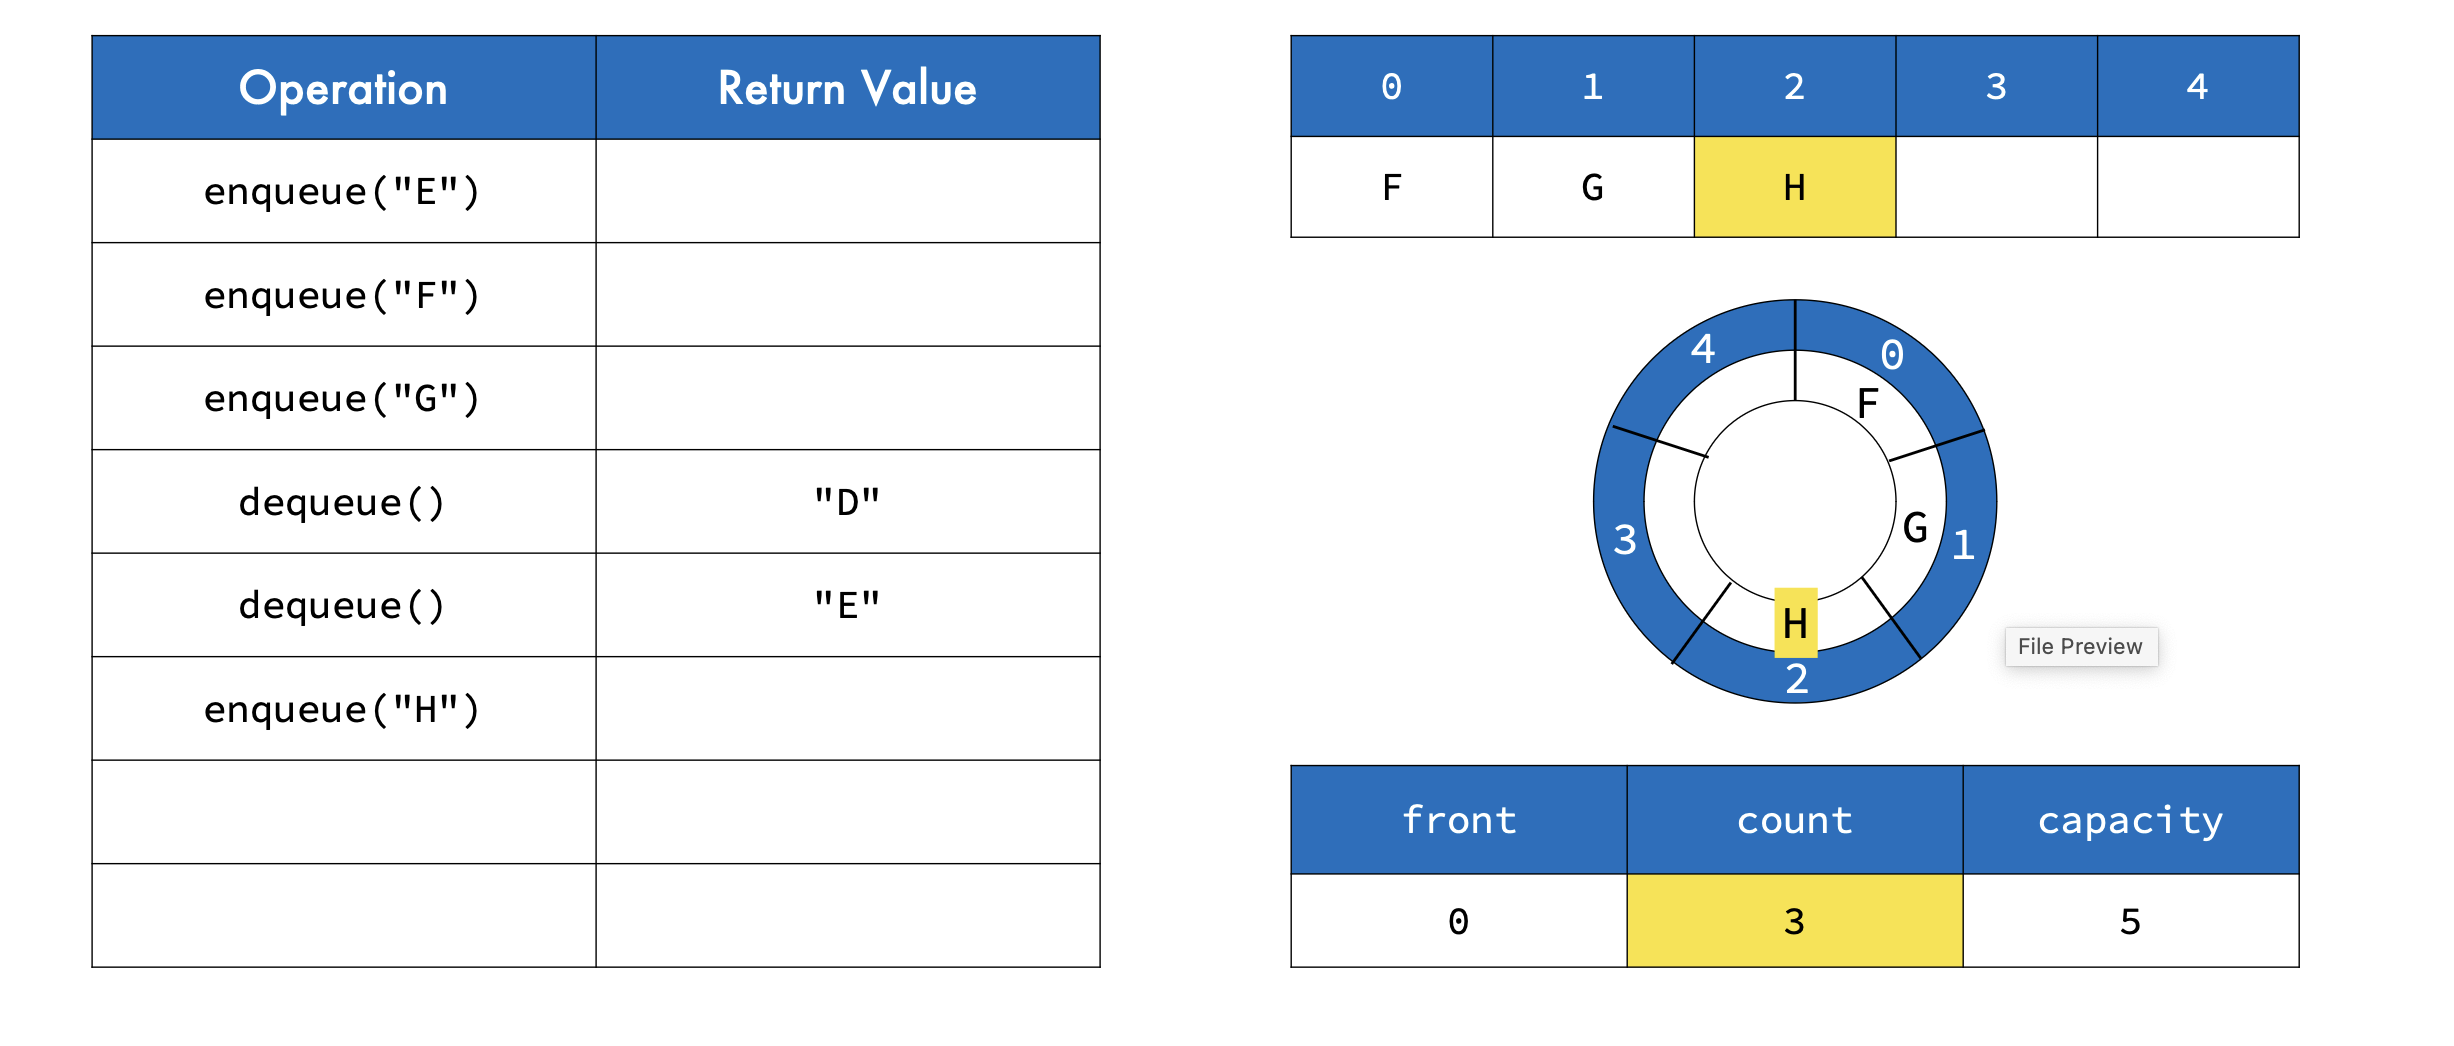 Operation Return Value
enqueue("E")
enqueue("F")
enqueue("G")
dequeue() "D"
dequeue() "E"
enqueue("H")
0 1 2 3 4
F G H
4 0
F
3 G 1
H
2
File Preview
front count capacity
0 3 5